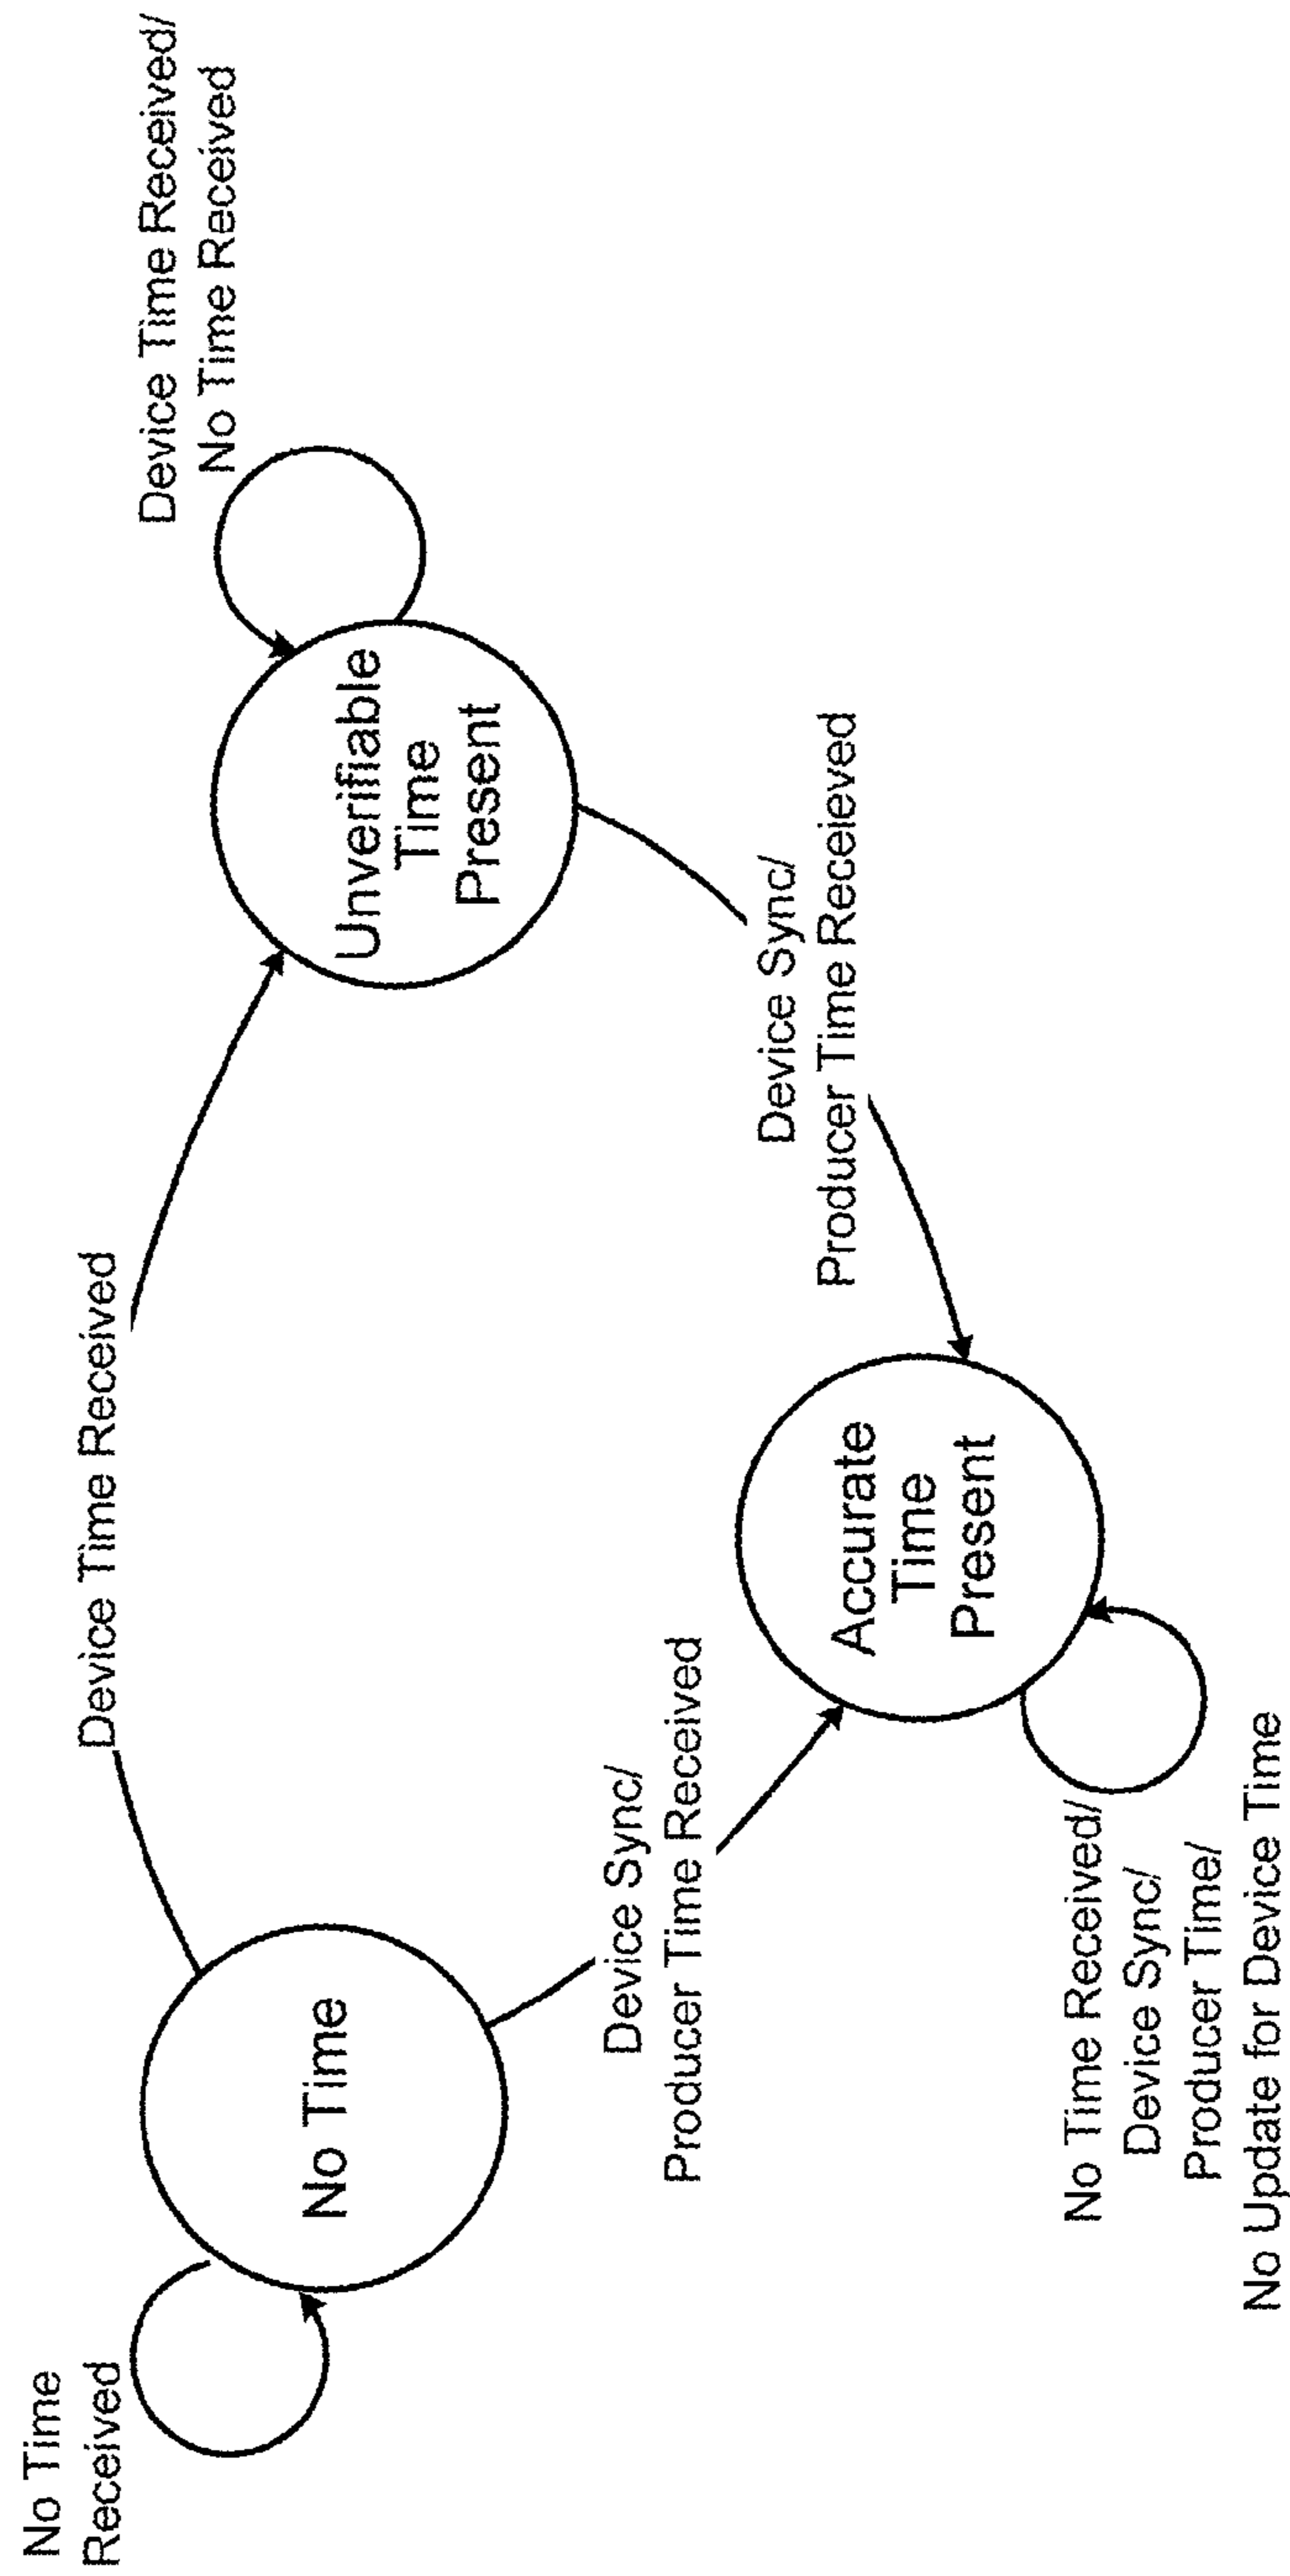 No Time
Received
No Time
Device Time Received
Unverifiable
Time
Present
Device Time Received/
No Time Received
Device Sync/
Producer Time Received
Device Sync/
Producer Time Receieved
Accurate
Time
Present
No Time Received/
Device Sync/
Producer Time/
No Update for Device Time